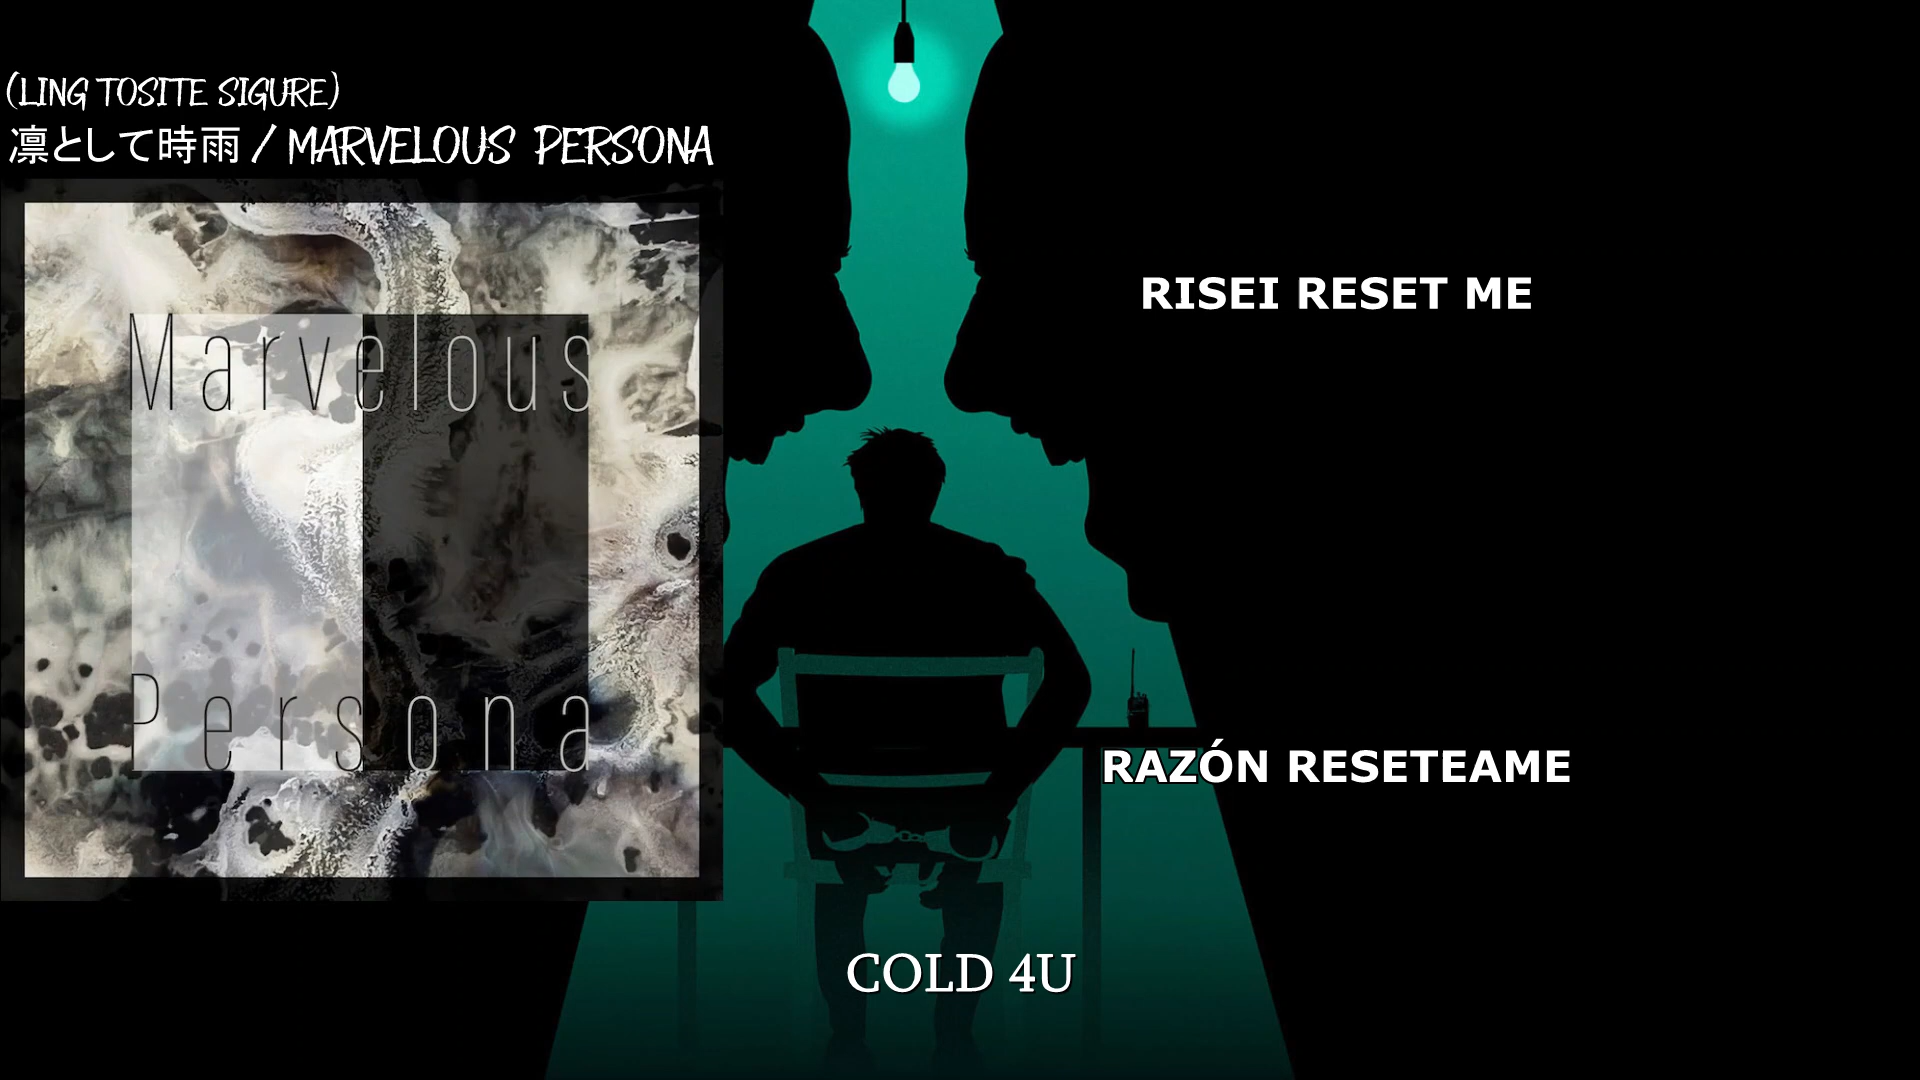 (LING TOSITE SIGURE)
凛として時雨 / MARVELOUS PERSONA
Marvelous
Persona
RISEI RESET ME
RAZÓN RESETEAME
COLD 4U